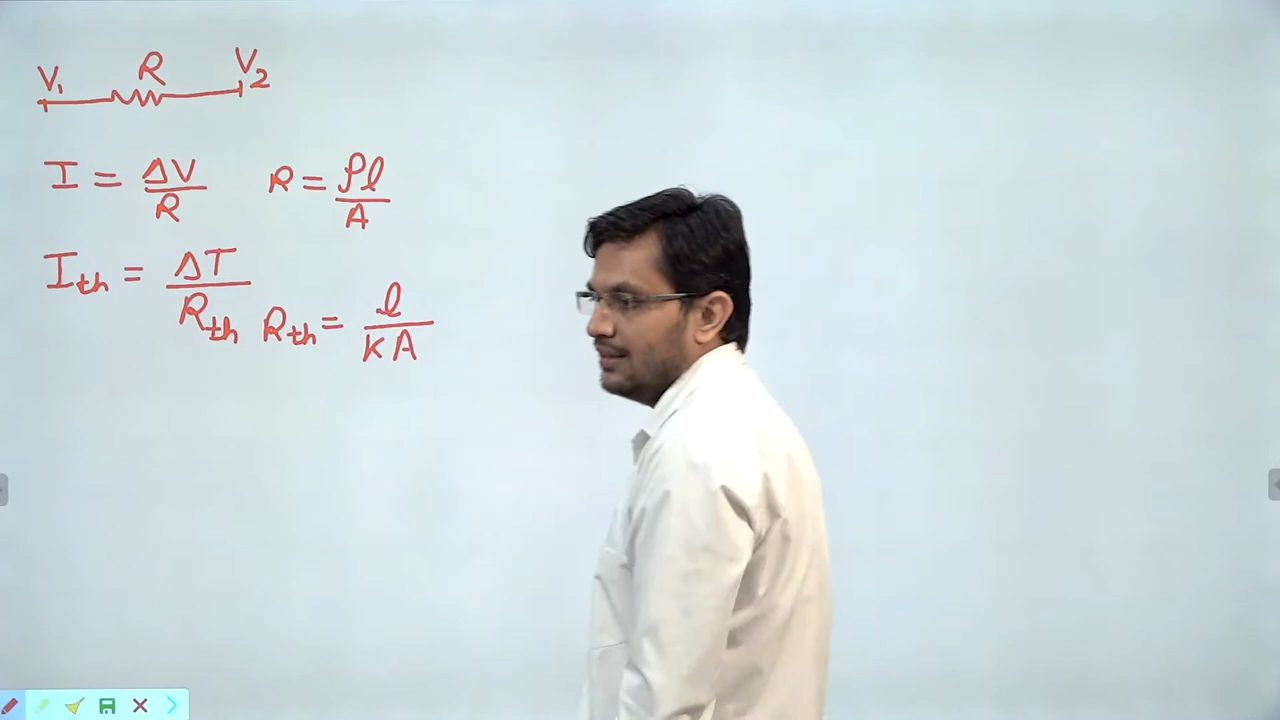 V₁ R V₂
I = ΔV/R R = ρl/A
I_th = ΔT/R_th R_th = l/KA